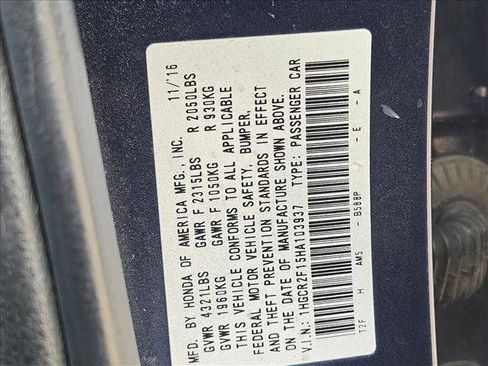 MFD. BY HONDA OF AMERICA MFG., INC. 11/16
GVWR 4321LBS GAWR F 2315LBS R 2050LBS
GVWR 1960KG GAWR F 1050KG R 930KG
THIS VEHICLE CONFORMS TO ALL APPLICABLE
FEDERAL MOTOR VEHICLE SAFETY, BUMPER,
AND THEFT PREVENTION STANDARDS IN EFFECT
ON THE DATE OF MANUFACTURE SHOWN ABOVE.
V.I.N.: 1HGCR2F15HA103937 TYPE: PASSENGER CAR
T2F H AM5 - B588P - E - A